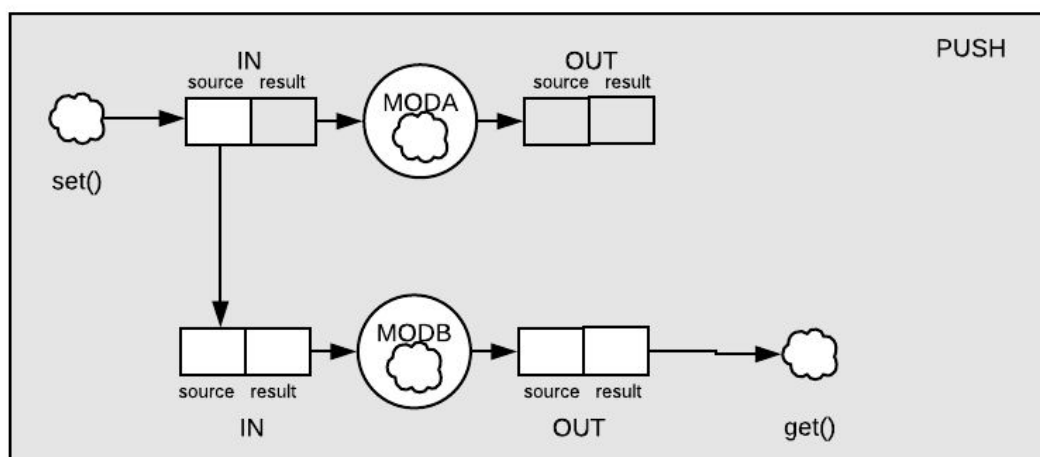 PUSH
IN
OUT
source result
source result
MODA
set()
MODB
source result
source result
IN
OUT
get()